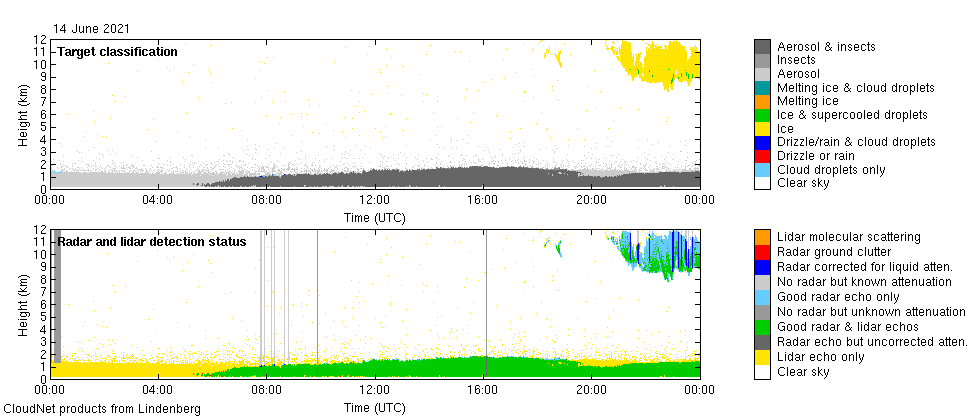 14 June 2021
Target classification
Height (km)
12
11
10
9
8
7
6
5
4
3
2
1
0
00:00 04:00 08:00 12:00 16:00 20:00 00:00
Time (UTC)
Aerosol & insects
Insects
Aerosol
Melting ice & cloud droplets
Melting ice
Ice & supercooled droplets
Ice
Drizzle/rain & cloud droplets
Drizzle or rain
Cloud droplets only
Clear sky
Radar and lidar detection status
Height (km)
12
11
10
9
8
7
6
5
4
3
2
1
0
00:00 04:00 08:00 12:00 16:00 20:00 00:00
Time (UTC)
Lidar molecular scattering
Radar ground clutter
Radar corrected for liquid atten.
No radar but known attenuation
Good radar echo only
No radar but unknown attenuation
Good radar & lidar echos
Radar echo but uncorrected atten.
Lidar echo only
Clear sky
CloudNet products from Lindenberg